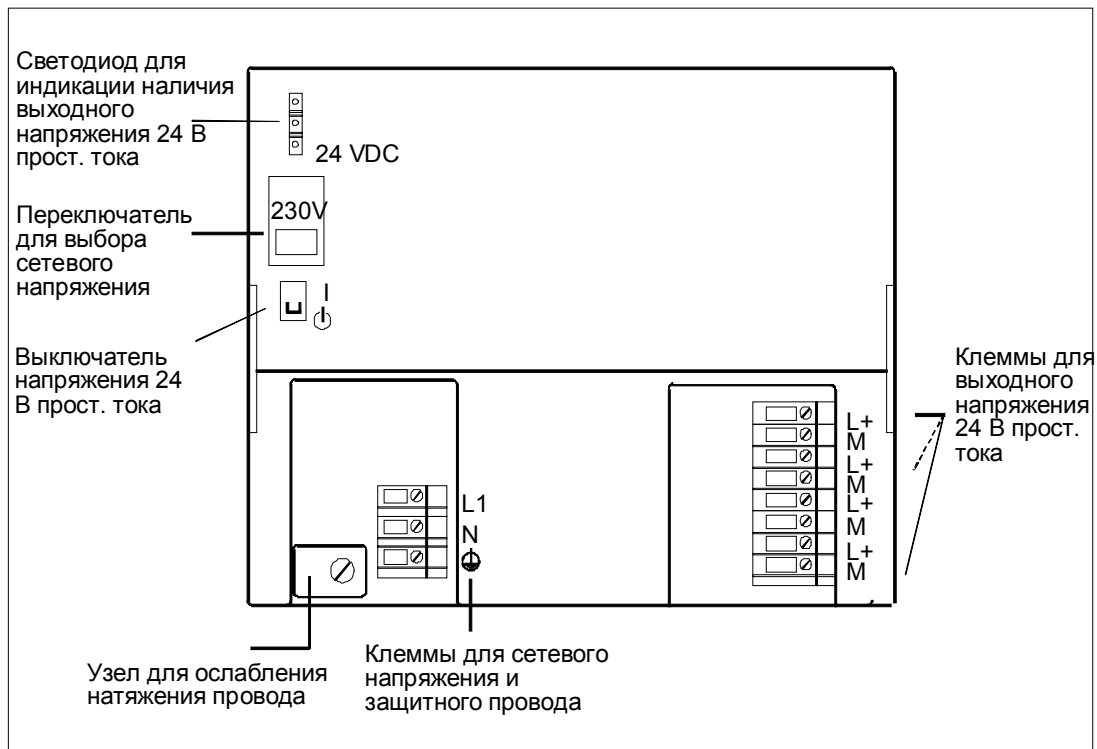 Светодиод для
индикации наличия
выходного
напряжения 24 В
прост. тока
24 VDC
Переключатель
для выбора
сетевого
напряжения
230V
Выключатель
напряжения 24
В прост. тока
Клеммы для
выходного
напряжения
24 В прост.
тока
L+
M
L+
M
L+
M
L+
M
L1
N
Узел для ослабления
натяжения провода
Клеммы для сетевого
напряжения и
защитного провода